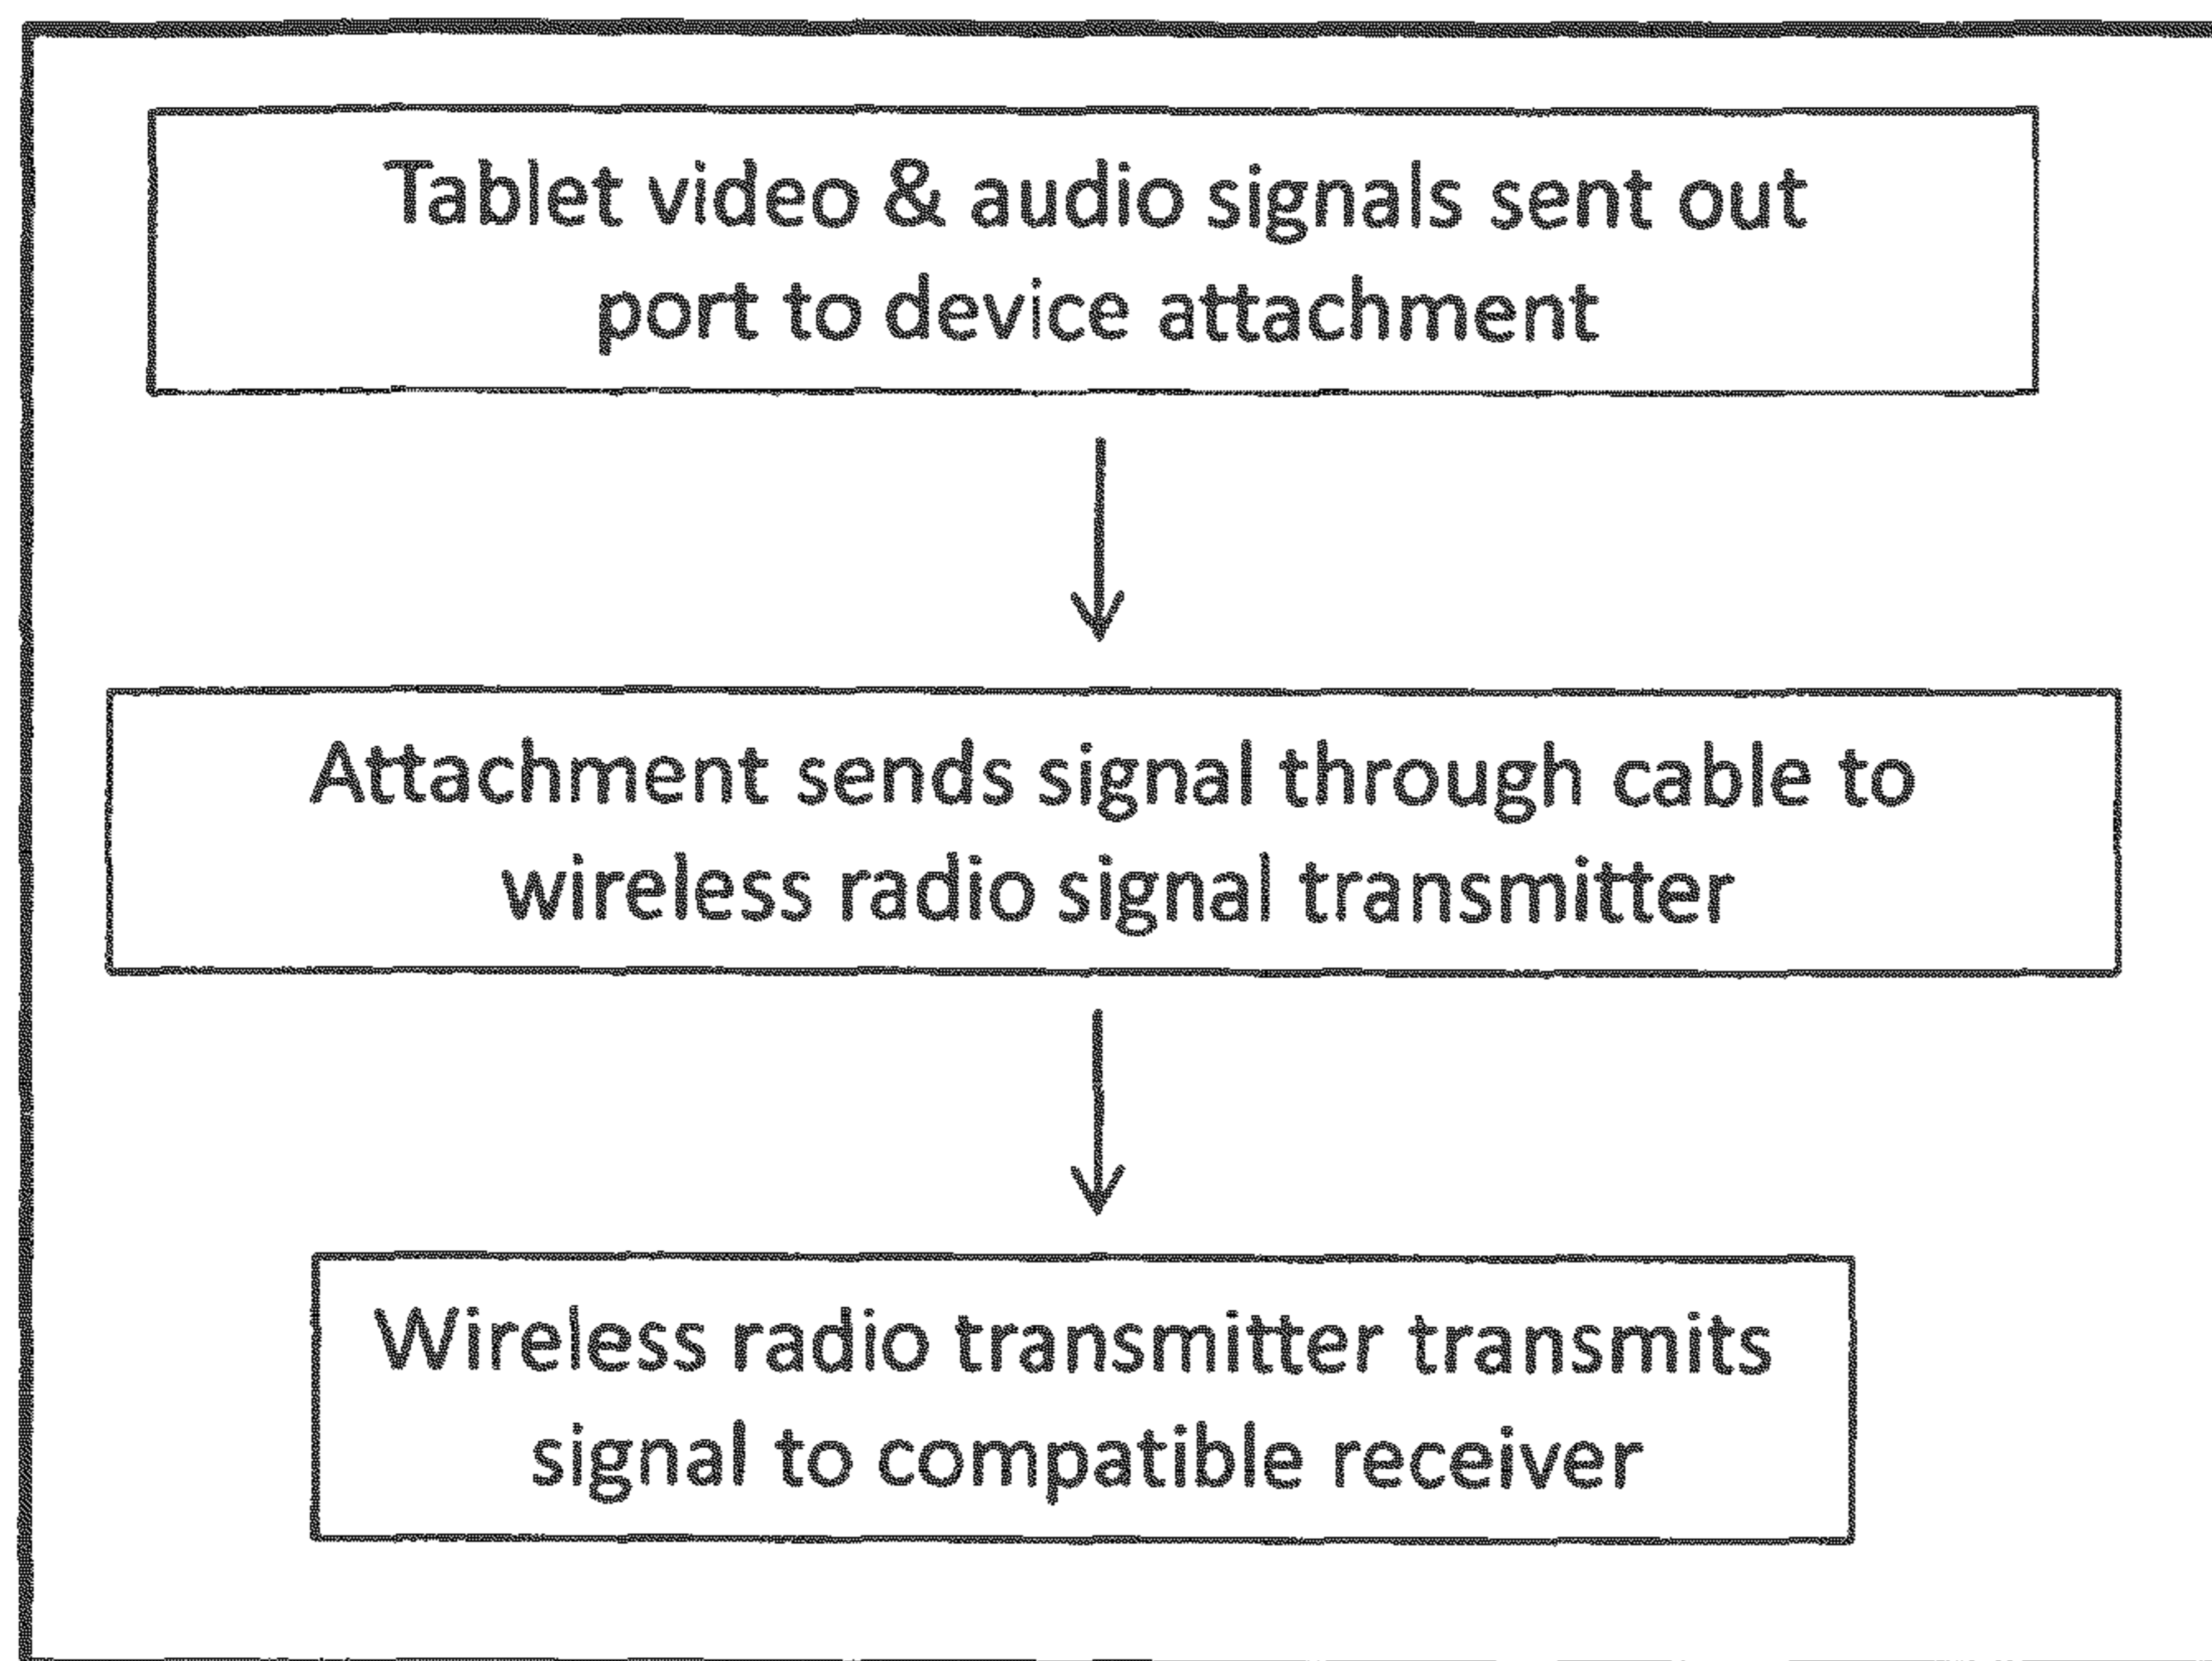 Tablet video & audio signals sent out
port to device attachment
Attachment sends signal through cable to
wireless radio signal transmitter
Wireless radio transmitter transmits
signal to compatible receiver